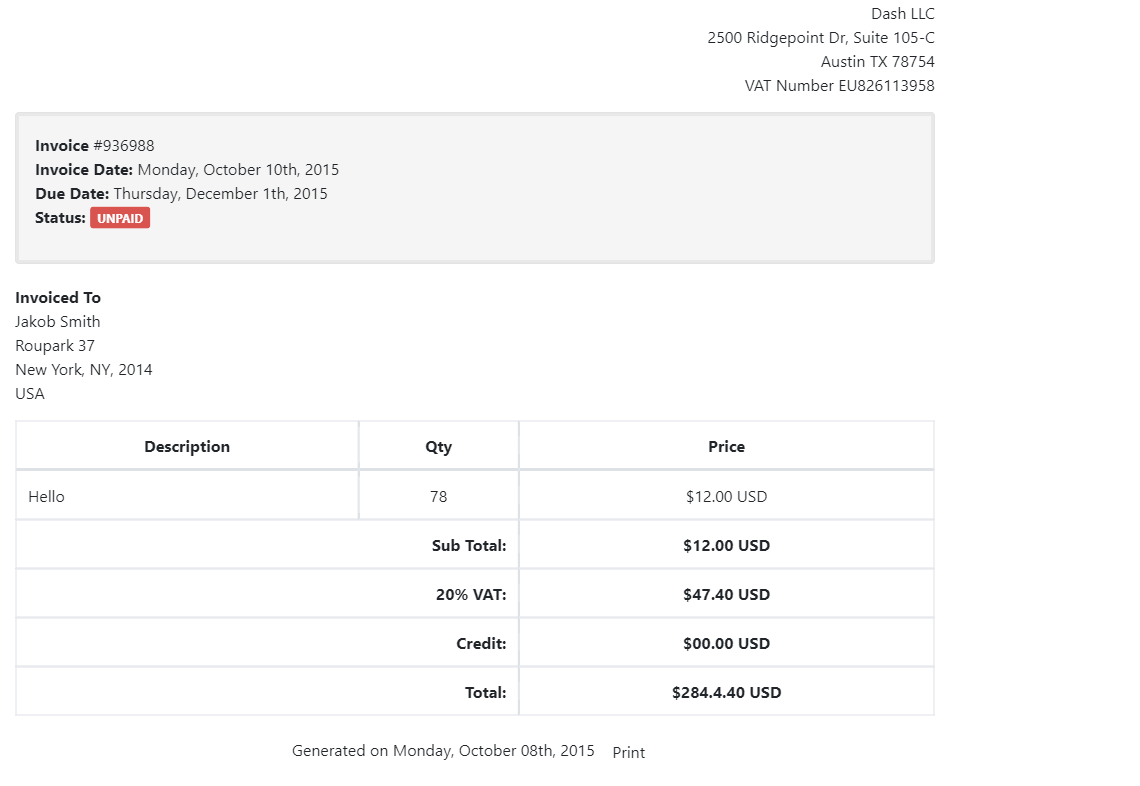 Dash LLC
2500 Ridgepoint Dr, Suite 105-C
Austin TX 78754
VAT Number EU826113958
Invoice #936988
Invoice Date: Monday, October 10th, 2015
Due Date: Thursday, December 1th, 2015
Status: UNPAID
Invoiced To
Jakob Smith
Roupark 37
New York, NY, 2014
USA
Description Qty Price
Hello 78 $12.00 USD
Sub Total: $12.00 USD
20% VAT: $47.40 USD
Credit: $00.00 USD
Total: $284.4.40 USD
Generated on Monday, October 08th, 2015 Print